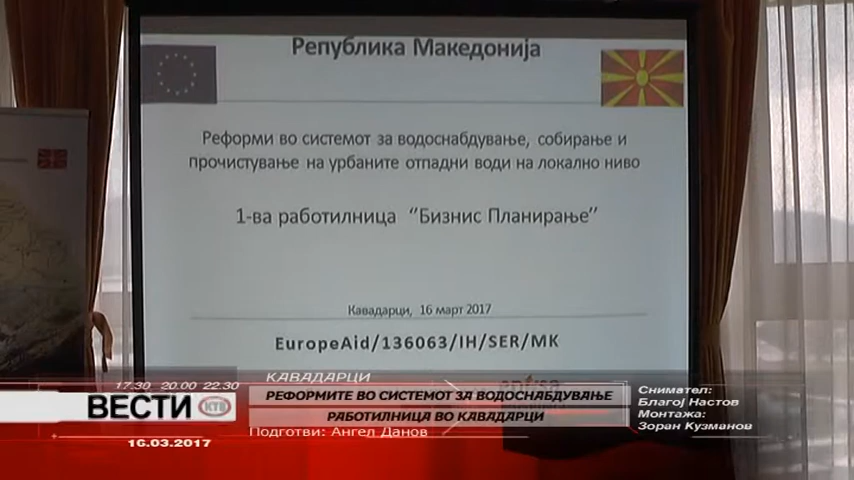 Република Македонија
Реформи во системот за водоснабдување, собирање и
прочистување на урбаните отпадни води на локално ниво
1-ва работилница “Бизнис Планирање”
Кавадарци, 16 март 2017
EuropeAid/136063/IH/SER/MK
КАВАДАРЦИ
17.30 20.00 22.30
ВЕСТИ КТВ
РЕФОРМИТЕ ВО СИСТЕМОТ ЗА ВОДОСНАБДУВАЊЕ
РАБОТИЛНИЦА ВО КАВАДАРЦИ
Подготви: Ангел Данов
16.03.2017
Снимател:
Благој Настов
Монтажа:
Зоран Кузманов